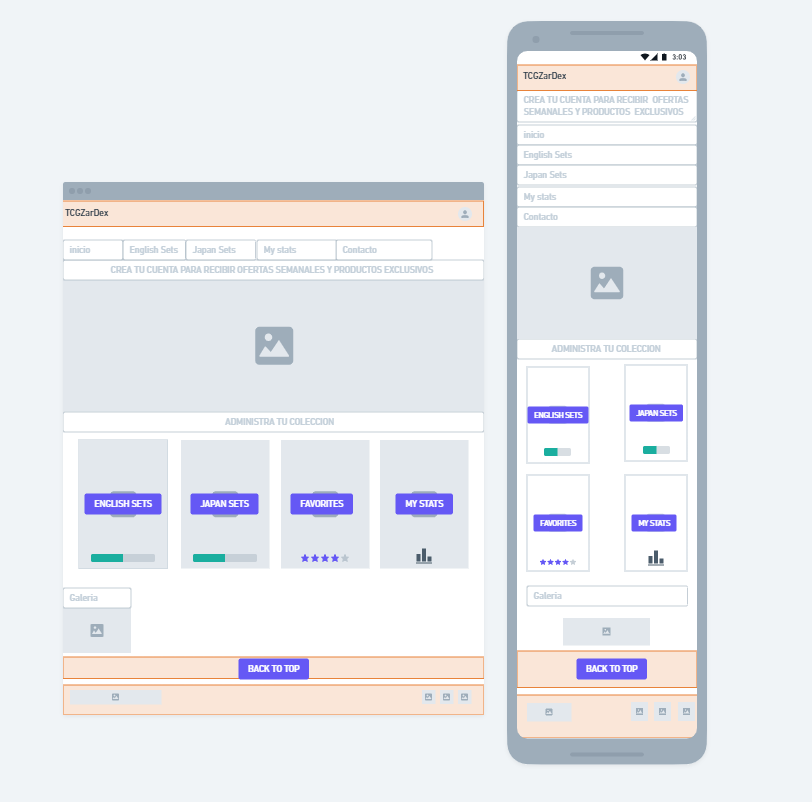 TCGZarDex
inicio
English Sets
Japan Sets
My stats
Contacto
CREA TU CUENTA PARA RECIBIR OFERTAS SEMANALES Y PRODUCTOS EXCLUSIVOS
ADMINISTRA TU COLECCION
ENGLISH SETS
JAPAN SETS
FAVORITES
MY STATS
Galeria
BACK TO TOP
3:03
TCGZarDex
CREA TU CUENTA PARA RECIBIR OFERTAS
SEMANALES Y PRODUCTOS EXCLUSIVOS
inicio
English Sets
Japan Sets
My stats
Contacto
ADMINISTRA TU COLECCION
ENGLISH SETS
JAPAN SETS
FAVORITES
MY STATS
Galeria
BACK TO TOP